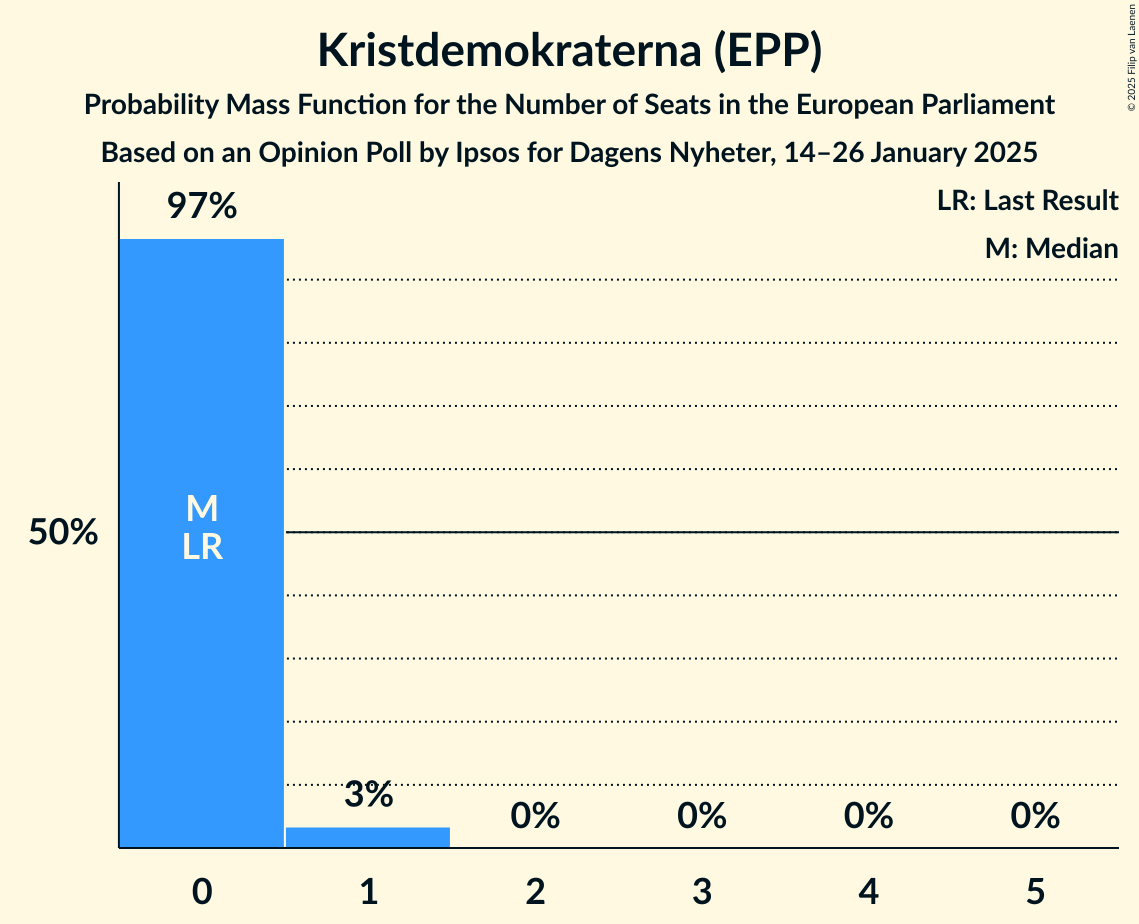 Kristdemokraterna (EPP)
Probability Mass Function for the Number of Seats in the European Parliament
Based on an Opinion Poll by Ipsos for Dagens Nyheter, 14–26 January 2025
© 2025 Filip van Laenen
LR: Last Result
M: Median
97%
M
LR
50%
3%
0%
0%
0%
0%
0
1
2
3
4
5